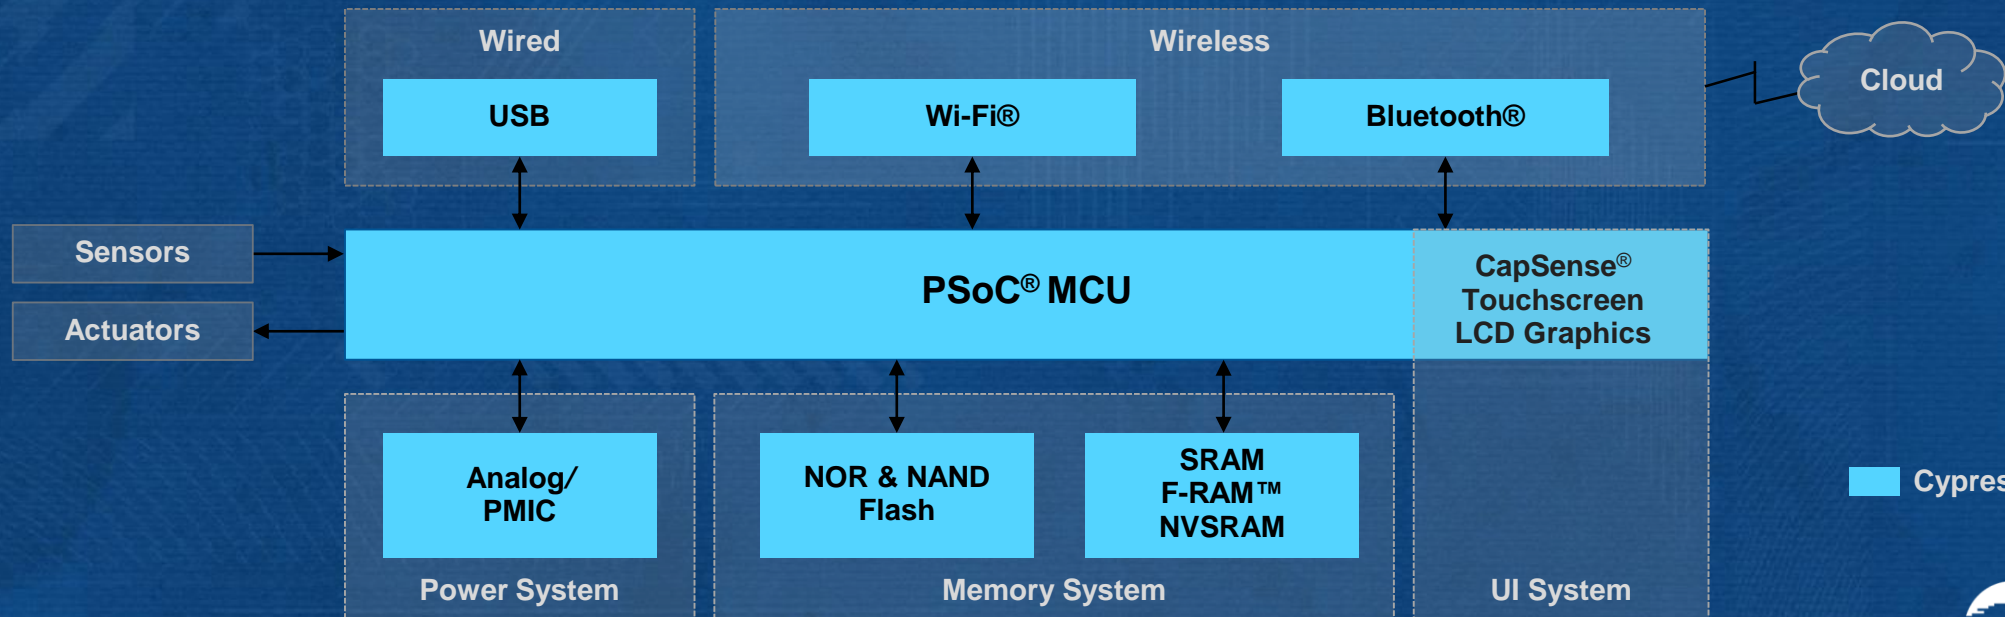 Wired
Wireless
USB
Wi-Fi®
Bluetooth®
Cloud
Sensors
Actuators
PSoC® MCU
CapSense®
Touchscreen
LCD Graphics
Analog/
PMIC
NOR & NAND
Flash
SRAM
F-RAM™
NVSRAM
Cypres
Power System
Memory System
UI System